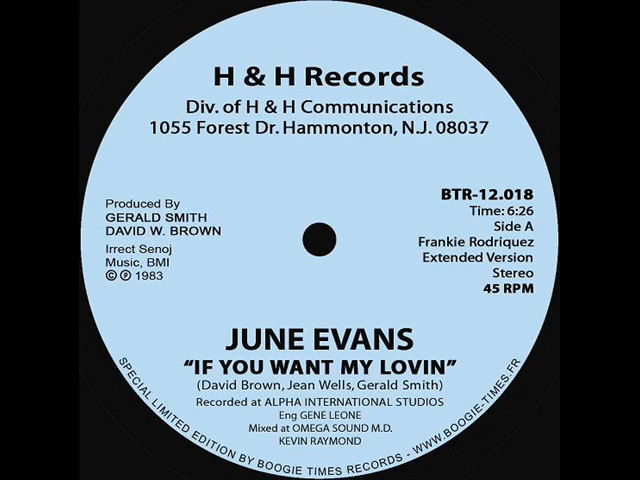 H & H Records
Div. of H & H Communications
1055 Forest Dr. Hammonton, N.J. 08037
Produced By
GERALD SMITH
DAVID W. BROWN
Irrect Senoj
Music, BMI
© ℗ 1983
BTR-12.018
Time: 6:26
Side A
Frankie Rodriquez
Extended Version
Stereo
45 RPM
JUNE EVANS
“IF YOU WANT MY LOVIN”
(David Brown, Jean Wells, Gerald Smith)
Recorded at ALPHA INTERNATIONAL STUDIOS
Eng GENE LEONE
Mixed at OMEGA SOUND M.D.
KEVIN RAYMOND
SPECIAL LIMITED EDITION BY BOOGIE TIMES RECORDS - WWW.BOOGIE-TIMES.FR